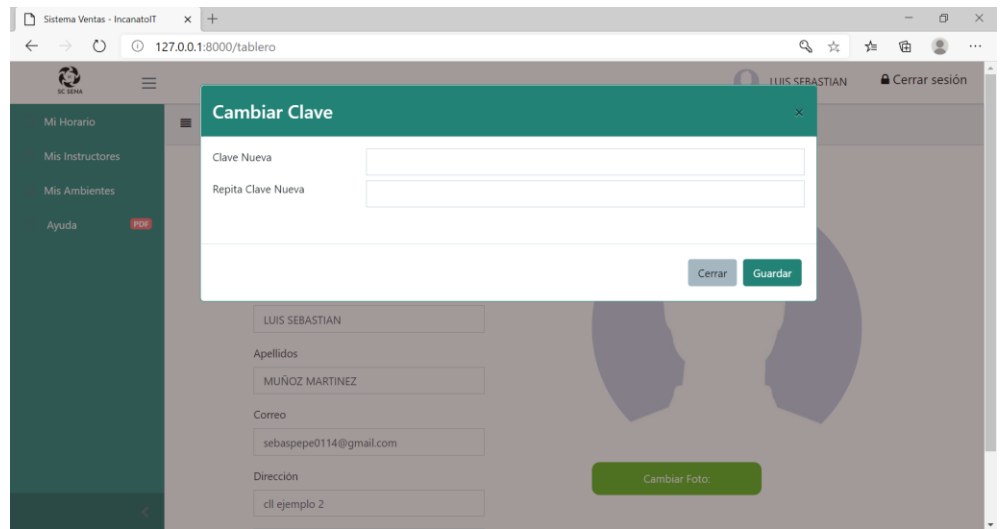 Sistema Ventas - IncanatoIT
127.0.0.1:8000/tablero
SC SENA
LUIS SEBASTIAN
Cerrar sesión
Mi Horario
Mis Instructores
Mis Ambientes
Ayuda
PDF
Cambiar Clave
Clave Nueva
Repita Clave Nueva
Cerrar
Guardar
LUIS SEBASTIAN
Apellidos
MUÑOZ MARTINEZ
Correo
sebaspepe0114@gmail.com
Dirección
cll ejemplo 2
Cambiar Foto: